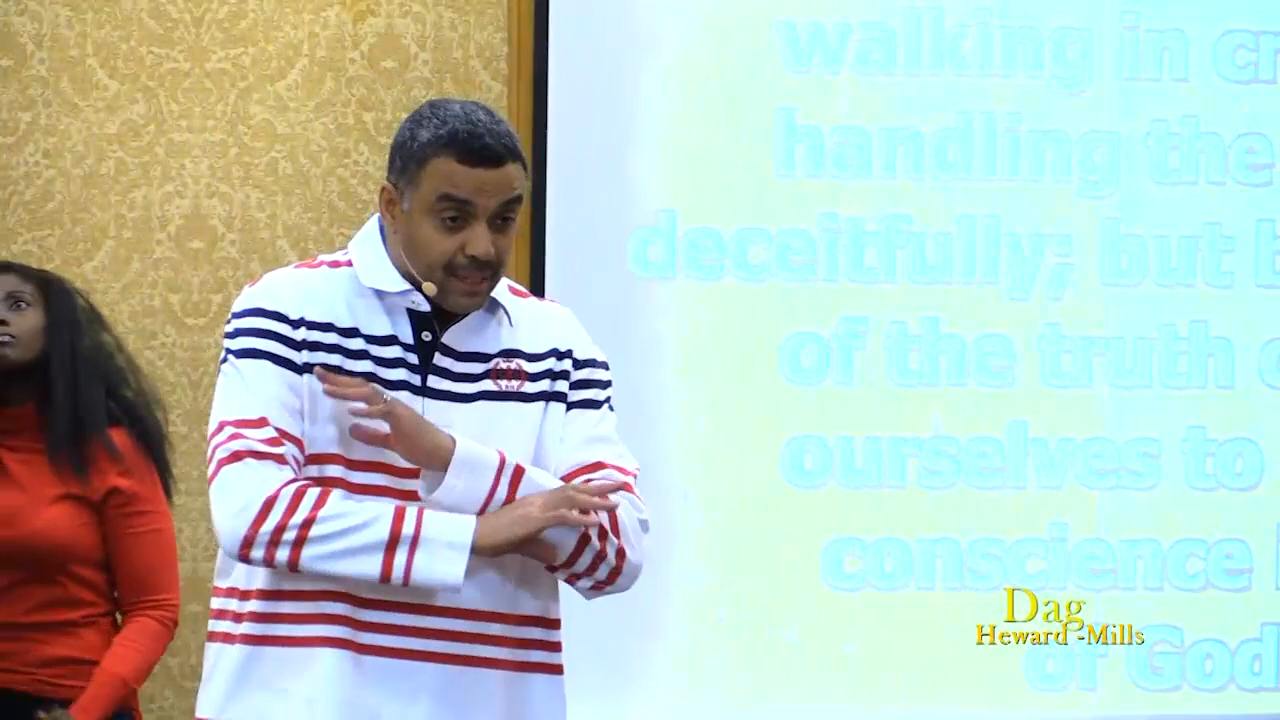 walking in cr
handling the
deceitfully; but b
of the truth
ourselves to
conscience
of God
Dag
Heward-Mills